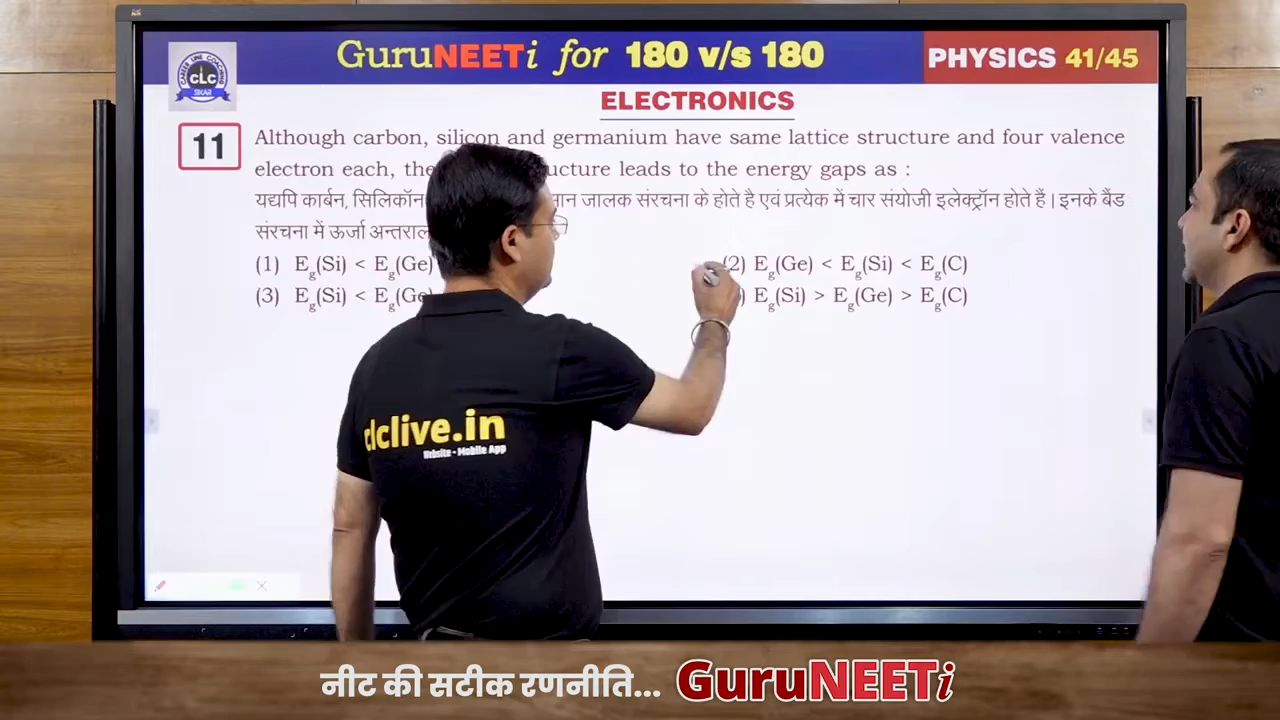 GuruNEETi for 180 v/s 180
PHYSICS 41/45
CLC
SIKAR
ELECTRONICS
11
Although carbon, silicon and germanium have same lattice structure and four valence
electron each, structure leads to the energy gaps as :
यद्यपि कार्बन, सिलिकॉन जालक संरचना के होते है एवं प्रत्येक में चार संयोजी इलेक्ट्रॉन होते हैं। इनके बैंड
संरचना में ऊर्जा अन्तराल
(1) Eg(Si) < Eg(Ge)
(2) Eg(Ge) < Eg(Si) < Eg(C)
(3) Eg(Si) < Eg(Ge)
Eg(Si) > Eg(Ge) > Eg(C)
clclive.in
Website - Mobile App
नीट की सटीक रणनीति... GuruNEETi